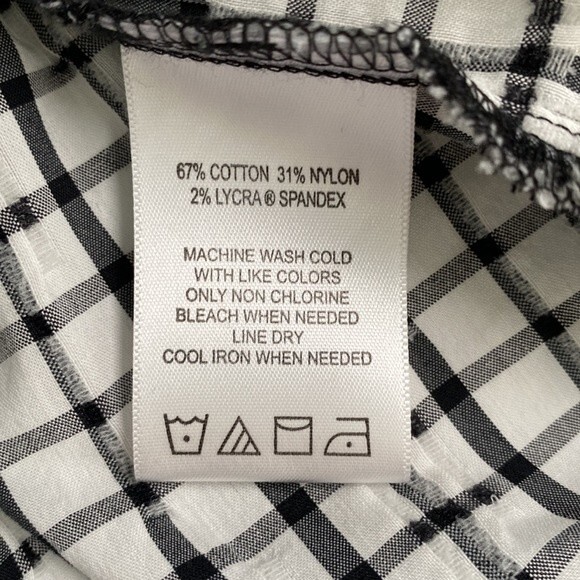 67% COTTON 31% NYLON
2% LYCRA® SPANDEX
MACHINE WASH COLD
WITH LIKE COLORS
ONLY NON CHLORINE
BLEACH WHEN NEEDED
LINE DRY
COOL IRON WHEN NEEDED